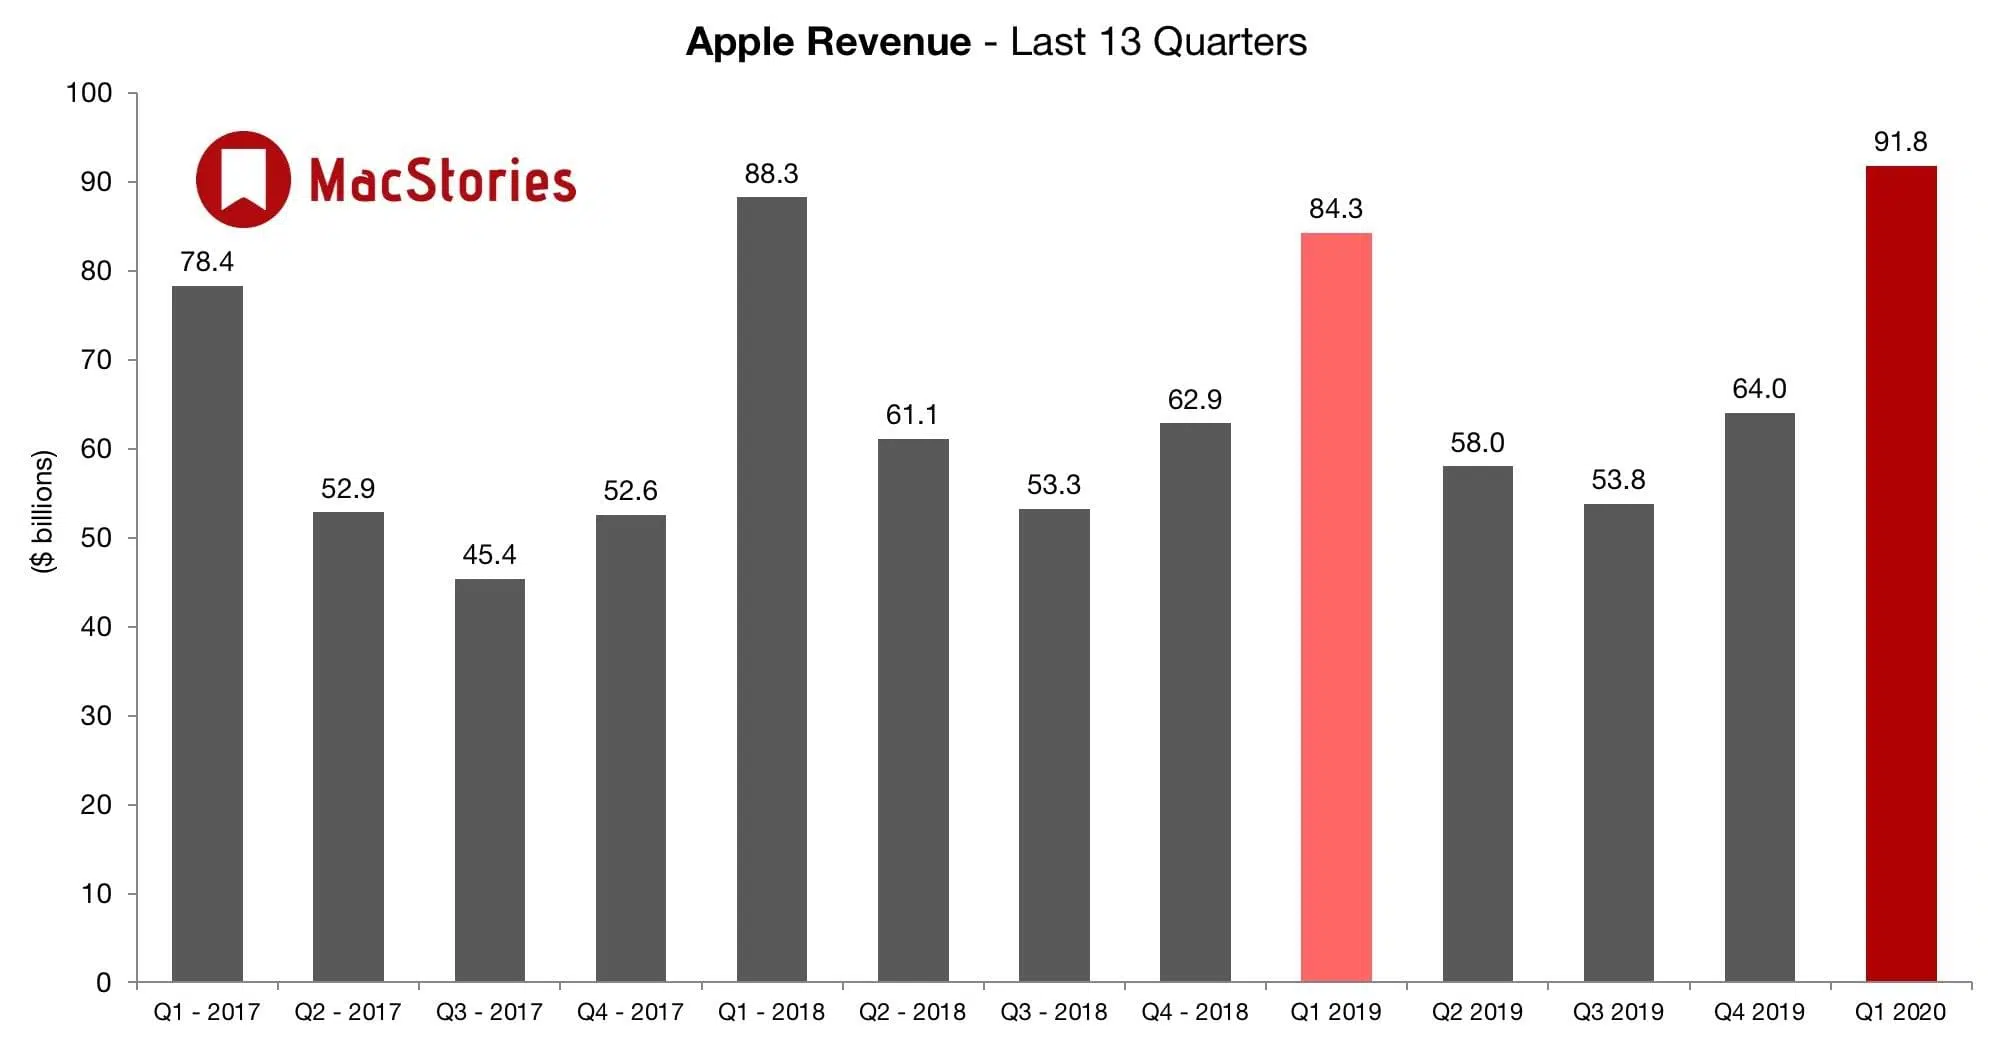 Apple Revenue - Last 13 Quarters
MacStories
($ billions)
100
90
80
70
60
50
40
30
20
10
0
78.4
52.9
45.4
52.6
88.3
61.1
53.3
62.9
84.3
58.0
53.8
64.0
91.8
Q1 - 2017
Q2 - 2017
Q3 - 2017
Q4 - 2017
Q1 - 2018
Q2 - 2018
Q3 - 2018
Q4 - 2018
Q1 2019
Q2 2019
Q3 2019
Q4 2019
Q1 2020